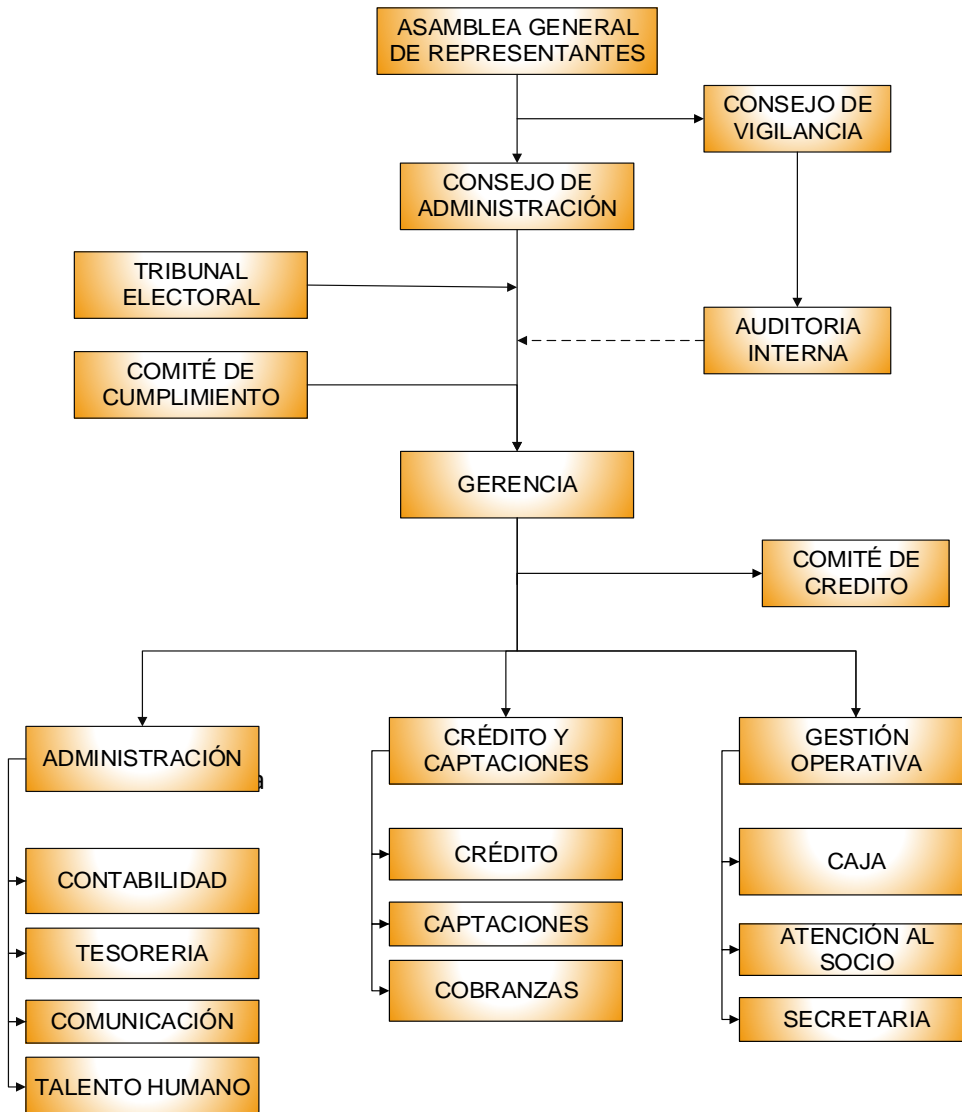 ASAMBLEA GENERAL
DE REPRESENTANTES
CONSEJO DE
VIGILANCIA
CONSEJO DE
ADMINISTRACIÓN
TRIBUNAL
ELECTORAL
AUDITORIA
INTERNA
COMITÉ DE
CUMPLIMIENTO
GERENCIA
COMITÉ DE
CREDITO
ADMINISTRACIÓN
a
CONTABILIDAD
TESORERIA
COMUNICACIÓN
TALENTO HUMANO
CRÉDITO Y
CAPTACIONES
CRÉDITO
CAPTACIONES
COBRANZAS
GESTIÓN
OPERATIVA
CAJA
ATENCIÓN AL
SOCIO
SECRETARIA